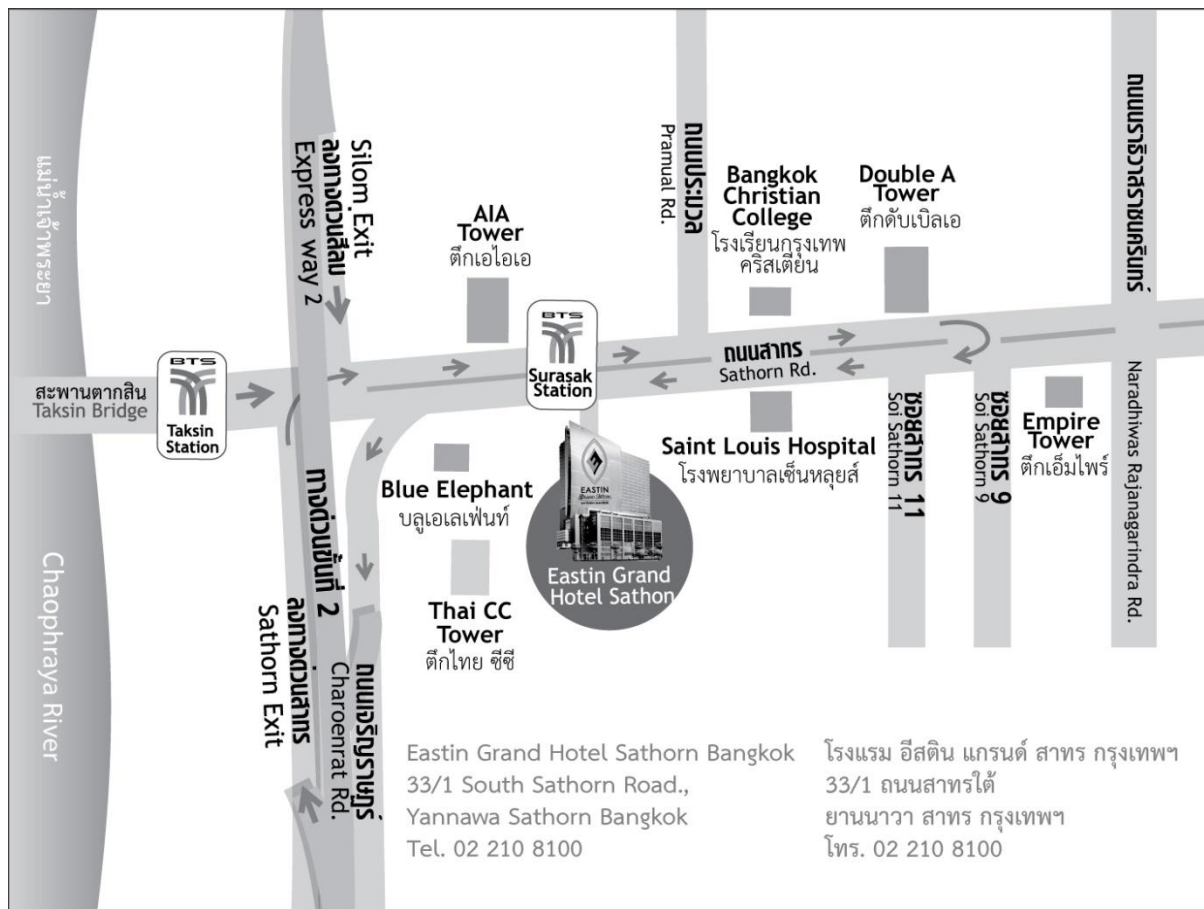 แม่น้ำเจ้าพระยา
Chaophraya River
สะพานตากสิน
Taksin Bridge
BTS
Taksin
Station
Silom Exit
ลงทางด่วนสีลม
Express way 2
AIA
Tower
ตึกเอไอเอ
BTS
Surasak
Station
ถนนประมวล
Pramual Rd.
Bangkok
Christian
College
โรงเรียนกรุงเทพ
คริสเตียน
Double A
Tower
ตึกดับเบิลเอ
ถนนนราธิวาสราชนครินทร์
Naradhiwas Rajanagarindra Rd.
ถนนสาทร
Sathorn Rd.
Blue Elephant
บลูเอเลเฟ่นท์
Thai CC
Tower
ตึกไทย ซีซี
EASTIN
Eastin Grand
Hotel Sathon
Saint Louis Hospital
โรงพยาบาลเซ็นหลุยส์
ซอยสาทร 11
Soi Sathorn 11
ซอยสาทร 9
Soi Sathorn 9
Empire
Tower
ตึกเอ็มไพร์
ทางด่วนขั้นที่ 2
ลงทางด่วนสาทร
Sathorn Exit
ถนนเจริญราษฎร์
Charoenrat Rd.
Eastin Grand Hotel Sathorn Bangkok
33/1 South Sathorn Road.,
Yannawa Sathorn Bangkok
Tel. 02 210 8100
โรงแรม อีสติน แกรนด์ สาทร กรุงเทพฯ
33/1 ถนนสาทรใต้
ยานนาวา สาทร กรุงเทพฯ
โทร. 02 210 8100